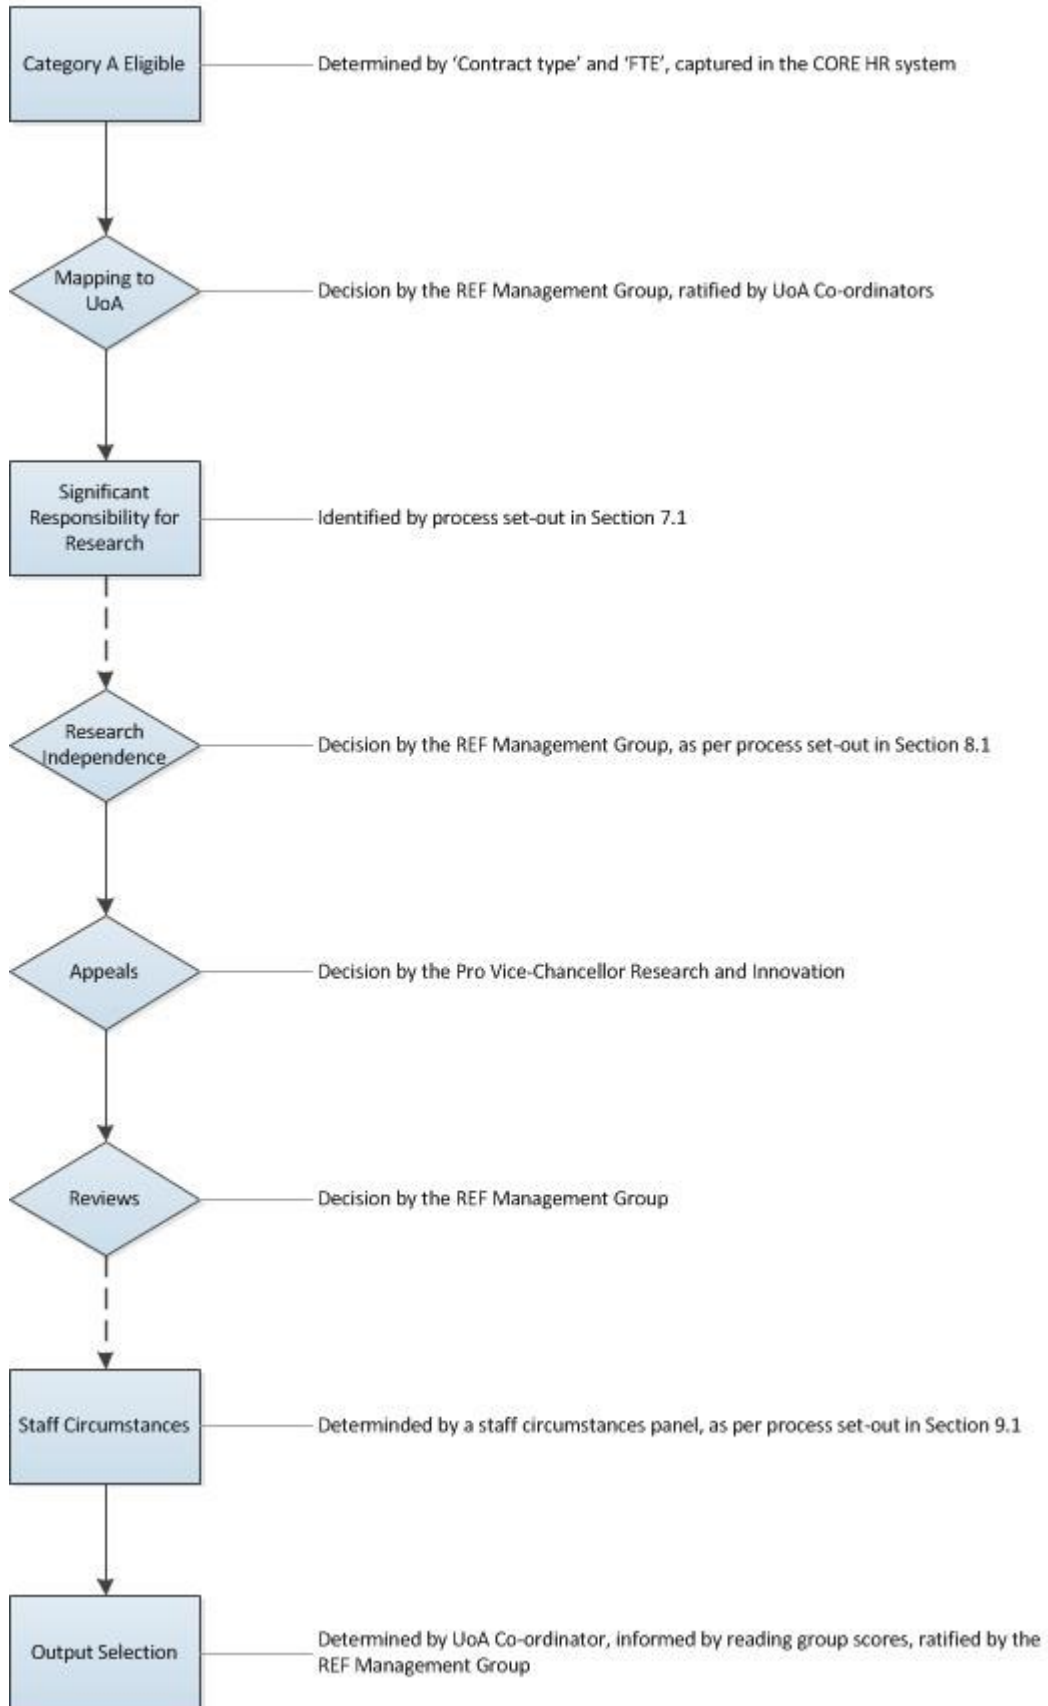 Category A Eligible
Determined by ‘Contract type’ and ‘FTE’, captured in the CORE HR system
Mapping to
UoA
Decision by the REF Management Group, ratified by UoA Co-ordinators
Significant
Responsibility for
Research
Identified by process set-out in Section 7.1
Research
Independence
Decision by the REF Management Group, as per process set-out in Section 8.1
Appeals
Decision by the Pro Vice-Chancellor Research and Innovation
Reviews
Decision by the REF Management Group
Staff Circumstances
Determinded by a staff circumstances panel, as per process set-out in Section 9.1
Output Selection
Determined by UoA Co-ordinator, informed by reading group scores, ratified by the
REF Management Group